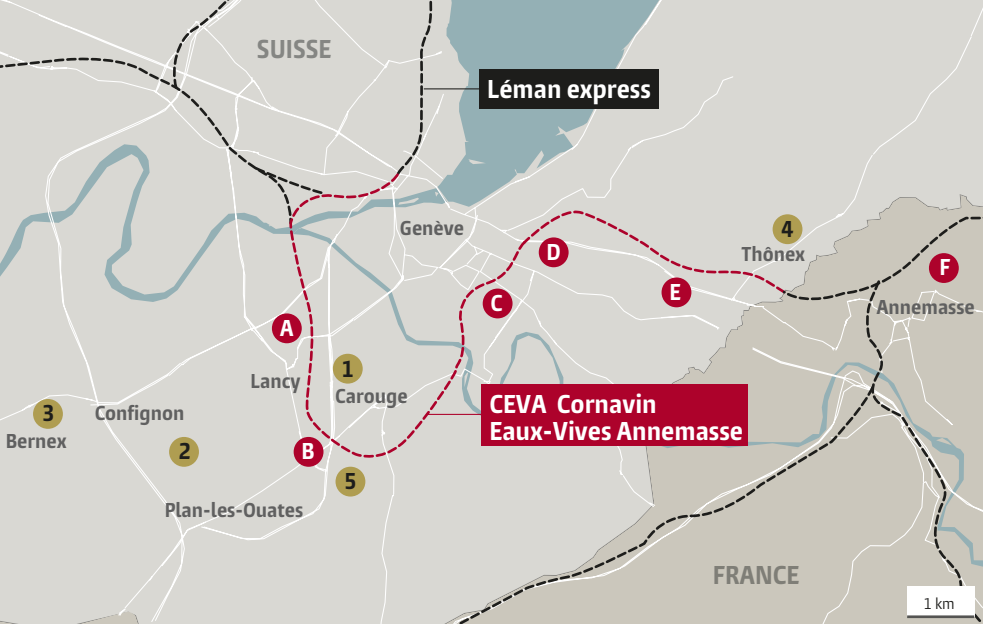 SUISSE
Léman express
Genève
4
Thônex
D
F
E
C
Annemasse
A
1
Lancy
Carouge
CEVA Cornavin
Eaux-Vives Annemasse
3
Confignon
Bernex
2
B
5
Plan-les-Ouates
FRANCE
1 km